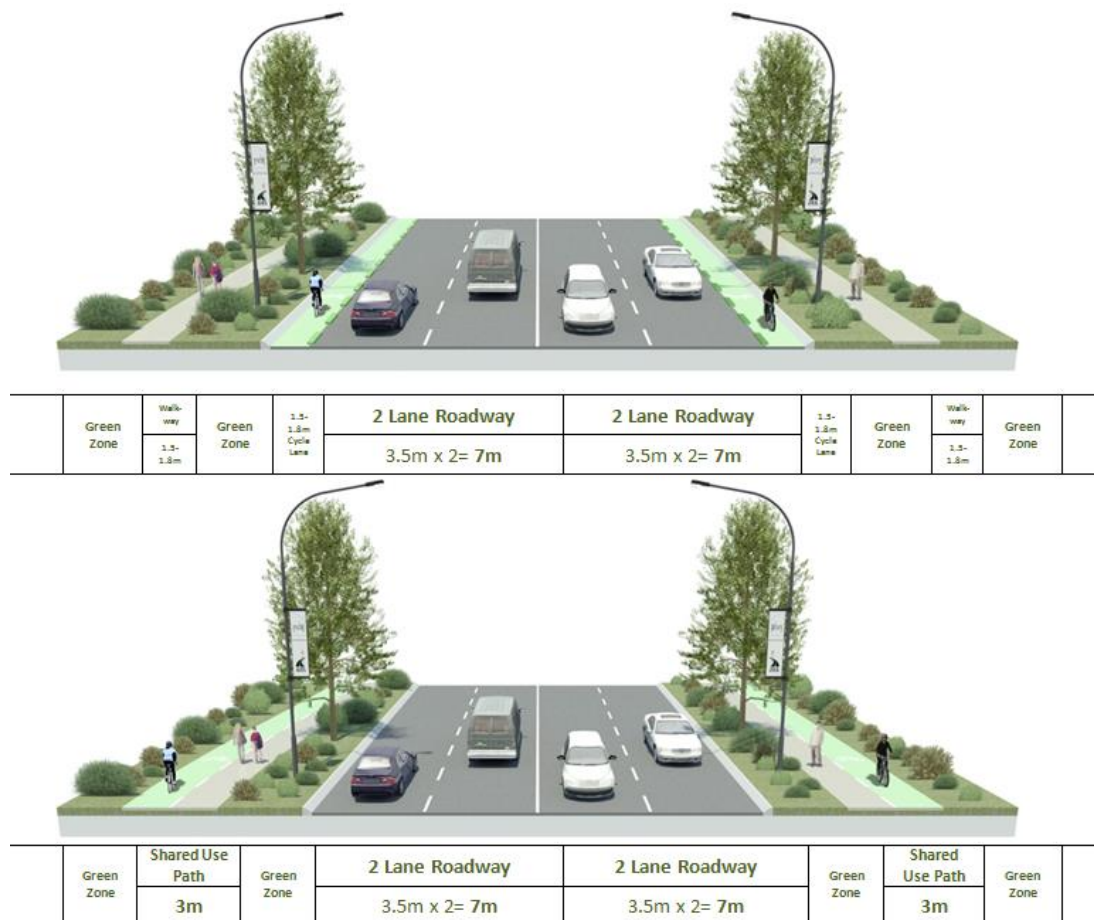 Green
Zone
Walk-
way
1.5-
1.8m
Green
Zone
1.5-
1.8m
Cycle
Lane
2 Lane Roadway
3.5m x 2= 7m
2 Lane Roadway
3.5m x 2= 7m
1.5-
1.8m
Cycle
Lane
Green
Zone
Walk-
way
1.5-
1.8m
Green
Zone
Green
Zone
Shared Use
Path
3m
Green
Zone
2 Lane Roadway
3.5m x 2= 7m
2 Lane Roadway
3.5m x 2= 7m
Green
Zone
Shared
Use Path
3m
Green
Zone